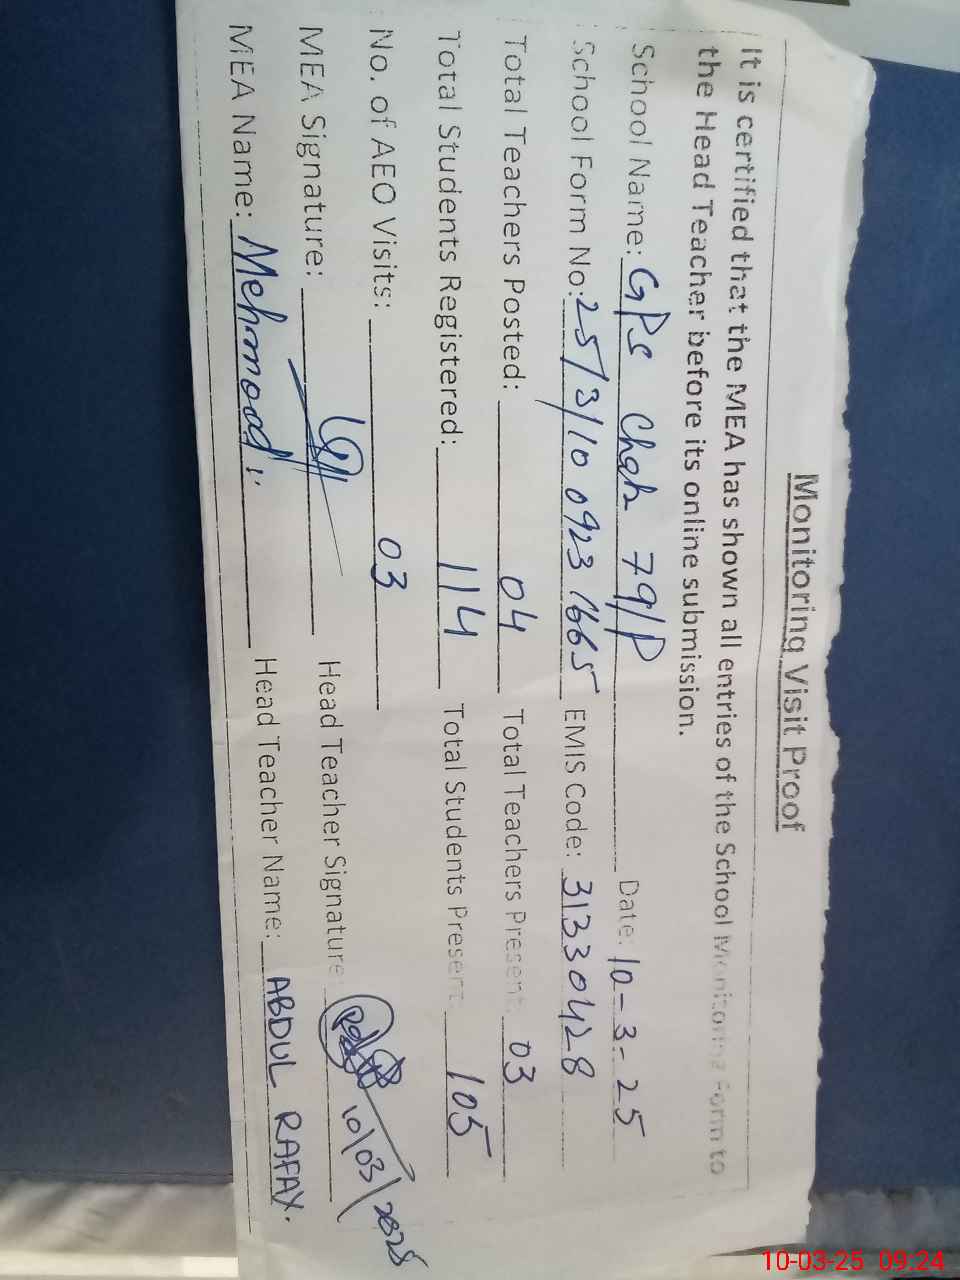 Monitoring Visit Proof
It is certified that the MEA has shown all entries of the School Monitoring Form to
the Head Teacher before its online submission.
School Name: GPS Chak 79/P Date: 10-3-25
School Form No: 25/3/10 0923 1665 EMIS Code: 31330428
Total Teachers Posted: 04 Total Teachers Present: 03
Total Students Registered: 114 Total Students Present: 105
No. of AEO Visits: 03
MEA Signature: Head Teacher Signature: 10/03/2025
MEA Name: Mehmood Head Teacher Name: ABDUL RAFAY.
10-03-25 09:24